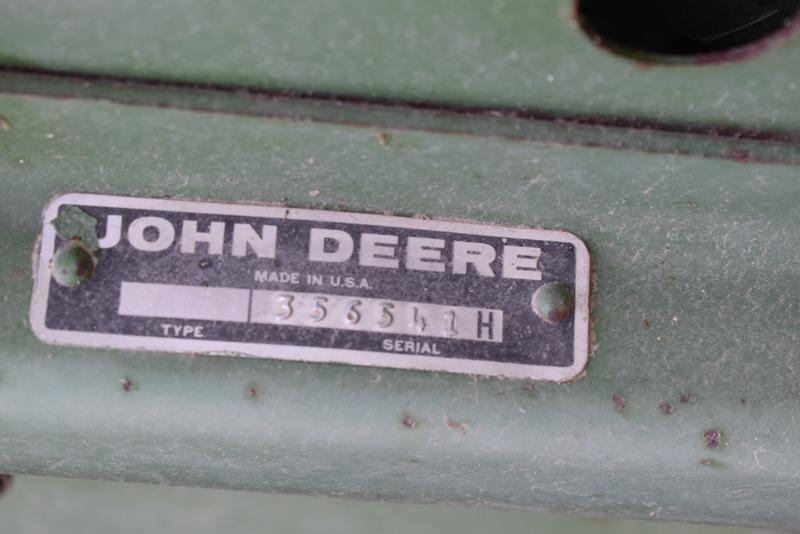 JOHN DEERE
MADE IN U.S.A.
356541H
TYPE SERIAL